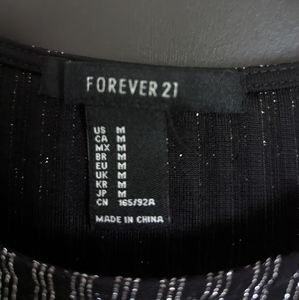 FOREVER 21
US M
CA M
MX M
BR M
EU M
UK M
KR M
JP M
CN 165/92A
MADE IN CHINA